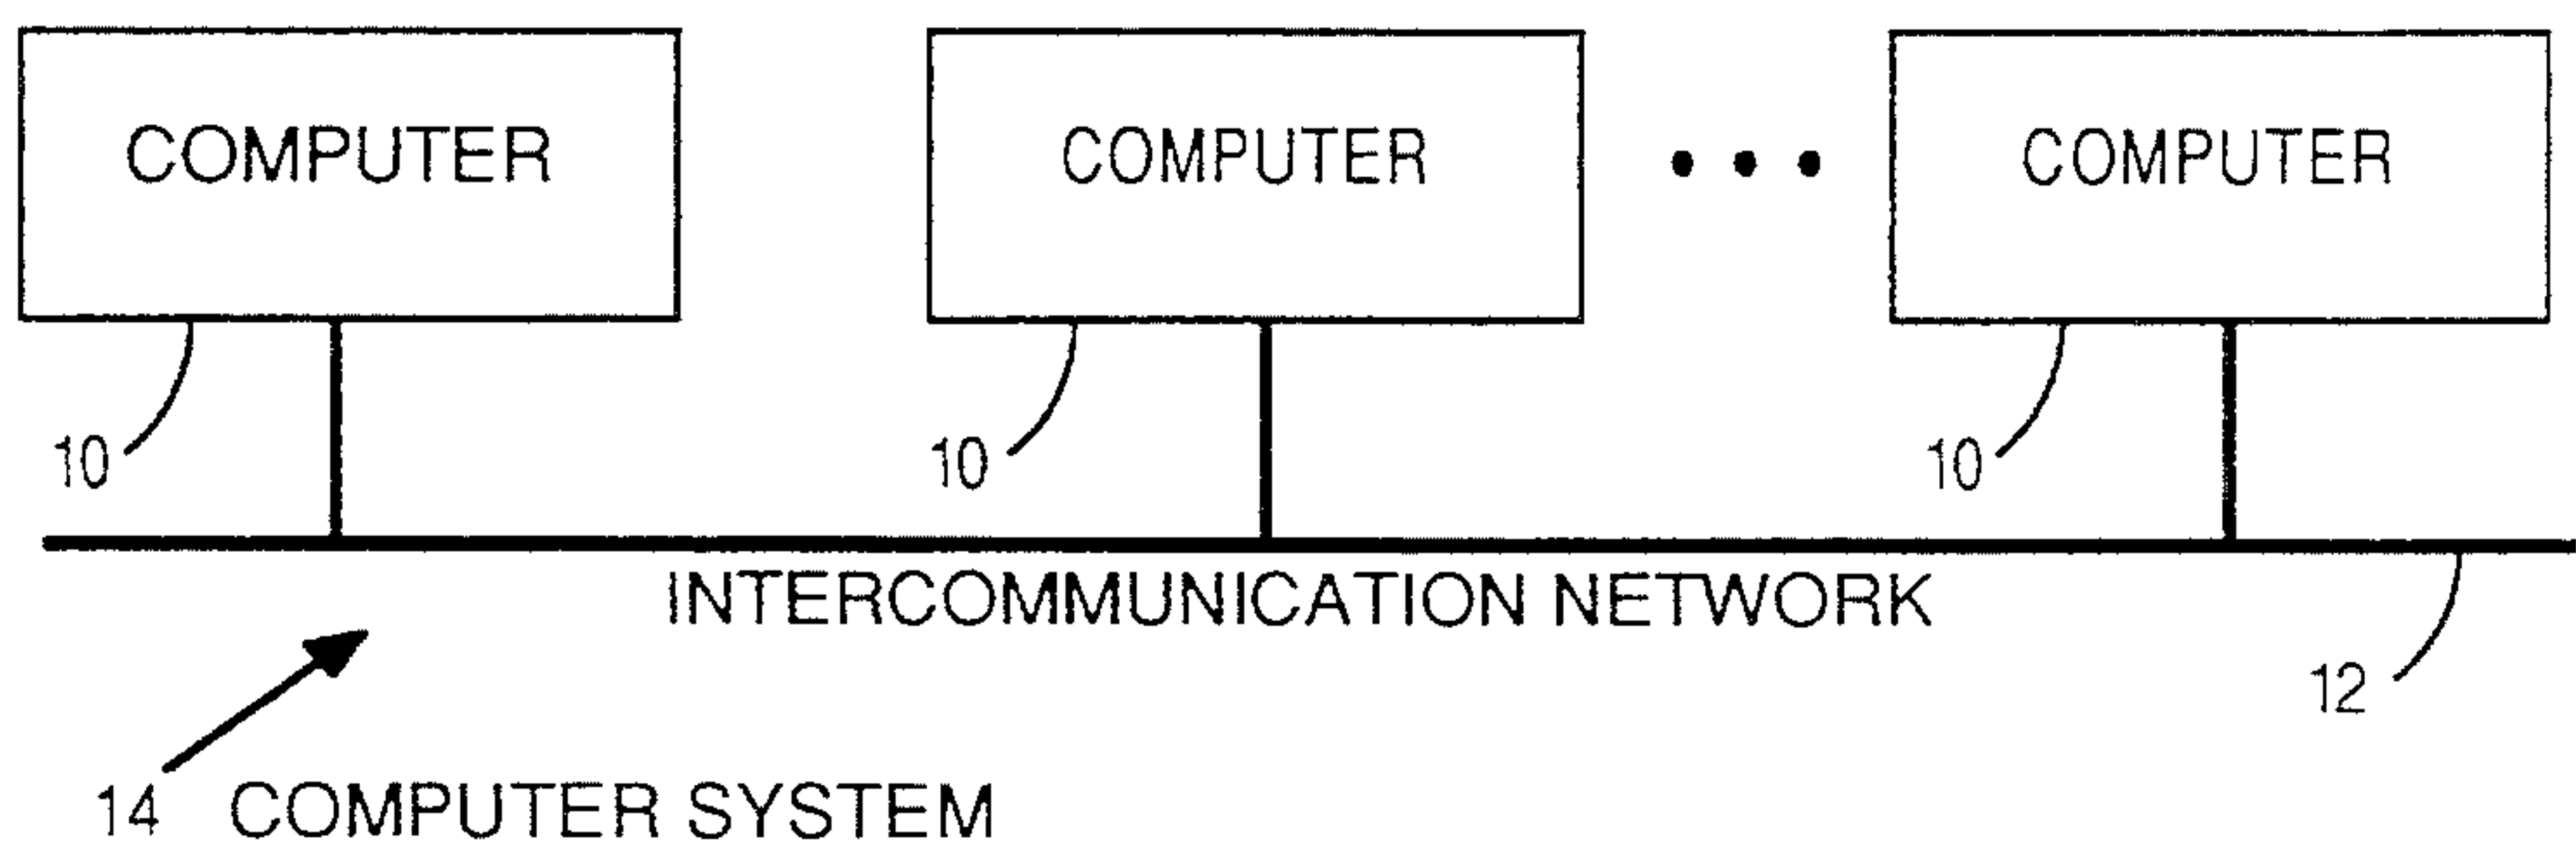 COMPUTER COMPUTER • • • COMPUTER
10 10 10
INTERCOMMUNICATION NETWORK
12
14 COMPUTER SYSTEM